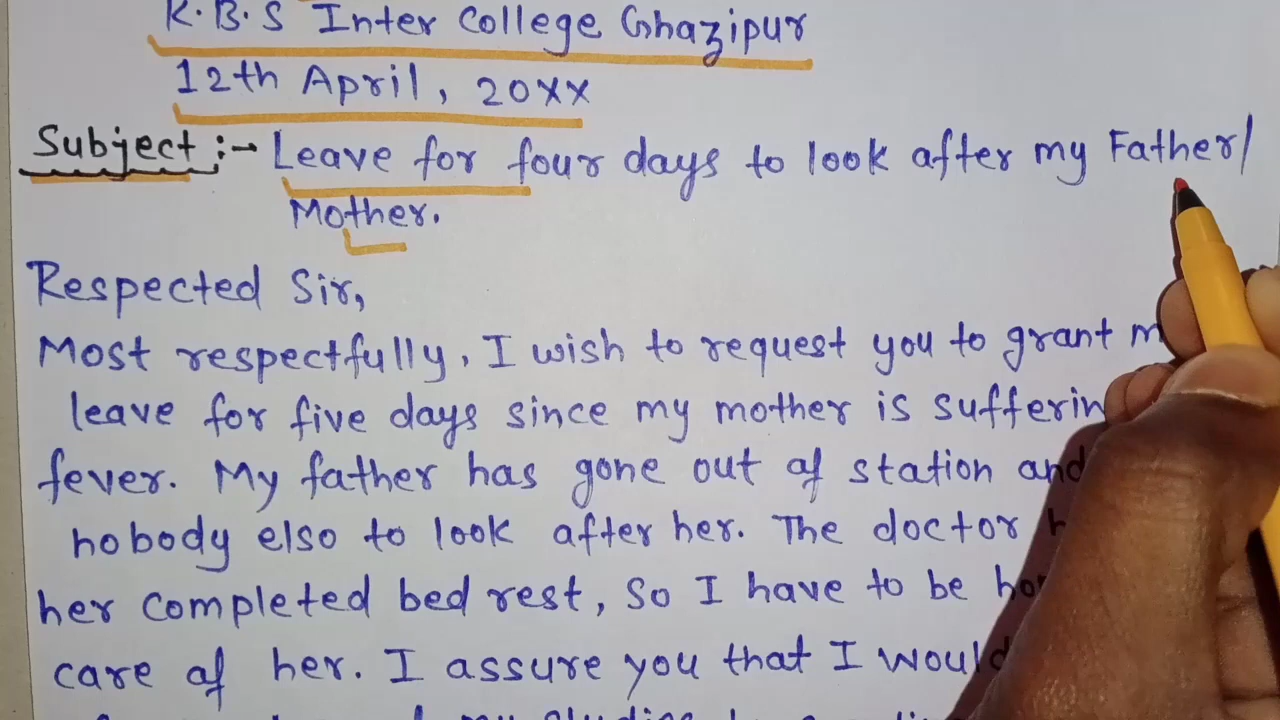 K.B.S Inter College Ghazipur
12th April, 20XX
Subject :- Leave for four days to look after my Father/
Mother.
Respected Sir,
Most respectfully, I wish to request you to grant
leave for five days since my mother is
fever. My father has gone out of station and
nobody elso to look after her. The doctor
her completed bed rest, So I have to be
care of her. I assure you that I